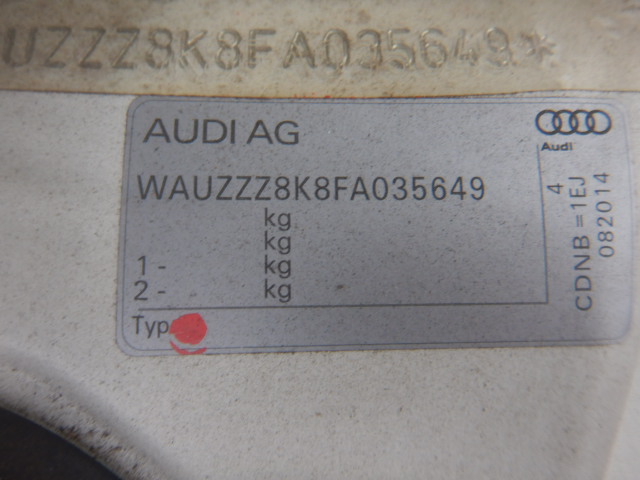 UZZZ8K8FA035649*
AUDI AG
Audi
WAUZZZ8K8FA035649
kg
kg
1 - kg
2 - kg
Typ
4
CDNB =1EJ
082014